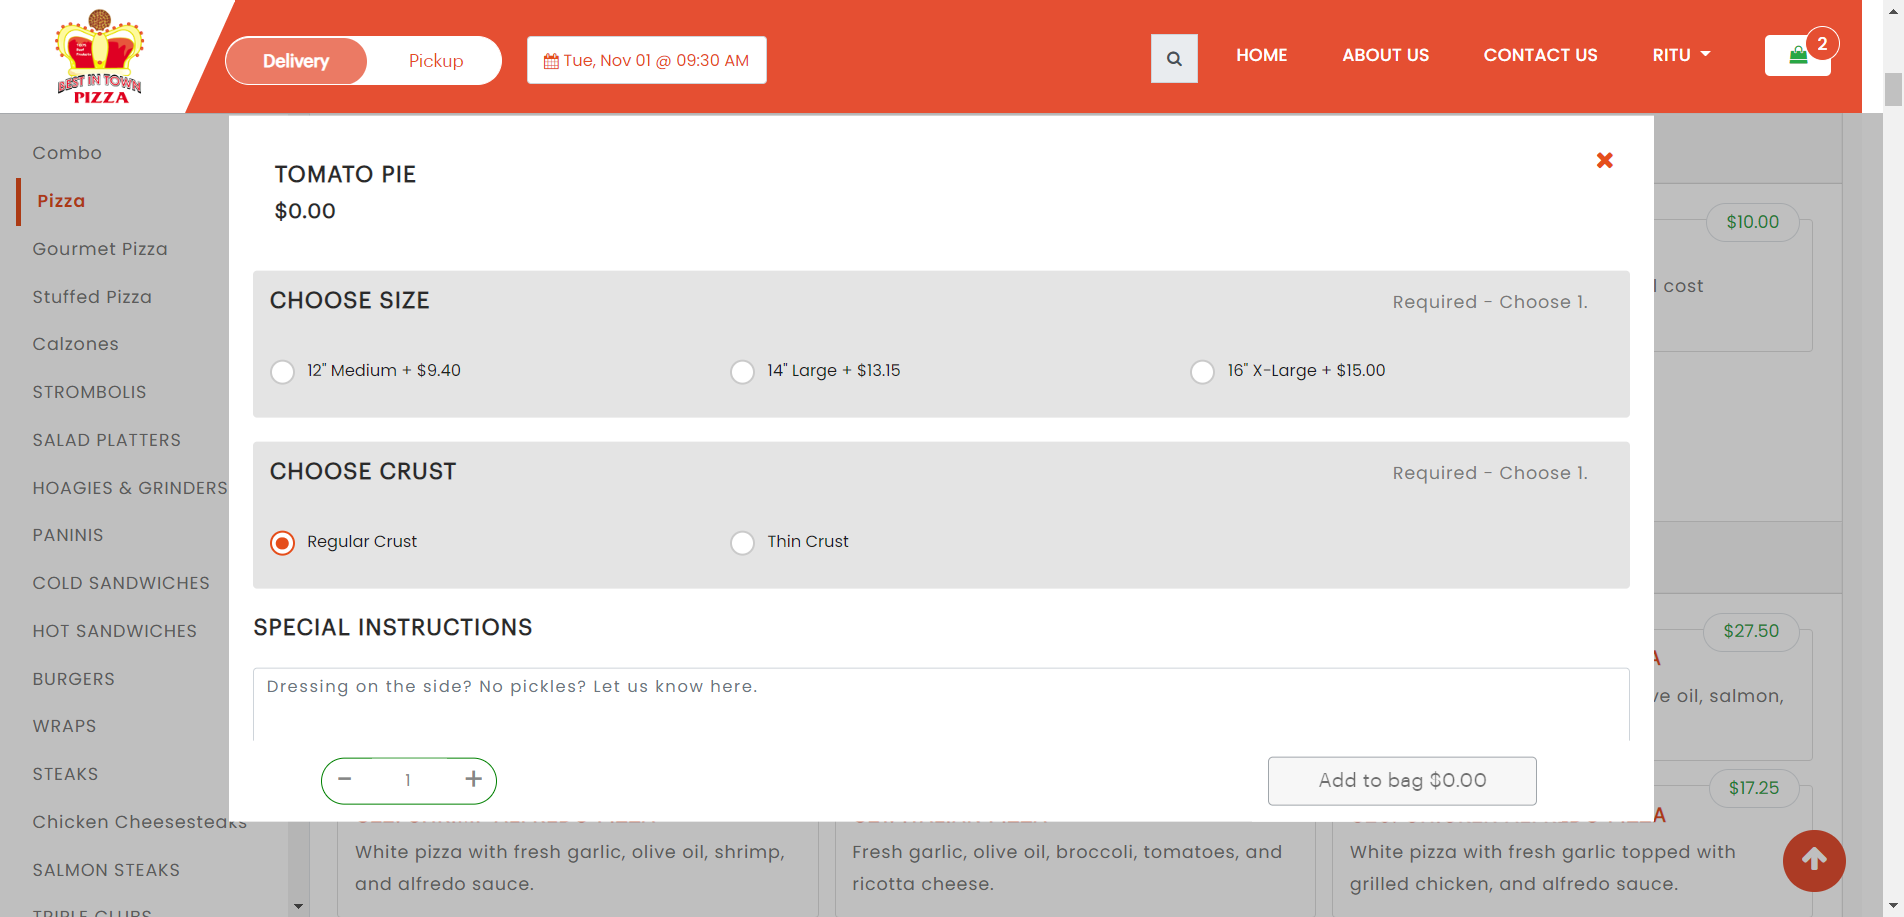 BEST IN TOWN
PIZZA
Delivery
Pickup
Tue, Nov 01 @ 09:30 AM
HOME
ABOUT US
CONTACT US
RITU
2
Combo
Pizza
Gourmet Pizza
Stuffed Pizza
Calzones
STROMBOLIS
SALAD PLATTERS
HOAGIES & GRINDERS
PANINIS
COLD SANDWICHES
HOT SANDWICHES
BURGERS
WRAPS
STEAKS
Chicken Cheesesteaks
SALMON STEAKS
TRIPLE CLUBS
TOMATO PIE
$0.00
CHOOSE SIZE
Required - Choose 1.
12" Medium + $9.40
14" Large + $13.15
16" X-Large + $15.00
CHOOSE CRUST
Required - Choose 1.
Regular Crust
Thin Crust
SPECIAL INSTRUCTIONS
Dressing on the side? No pickles? Let us know here.
− 1 +
Add to bag $0.00
$10.00
cost
$27.50
oil, salmon,
$17.25
White pizza with fresh garlic, olive oil, shrimp,
and alfredo sauce.
Fresh garlic, olive oil, broccoli, tomatoes, and
ricotta cheese.
White pizza with fresh garlic topped with
grilled chicken, and alfredo sauce.